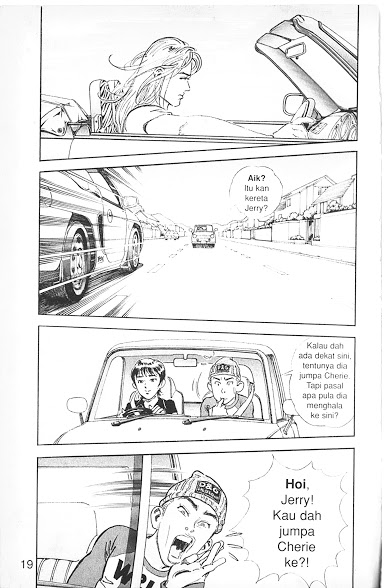 Aik?
Itu kan
kereta
Jerry?
Kalau dah
ada dekat sini,
tentunya dia
jumpa Cherie.
Tapi pasal
apa pula dia
menghala
ke sini?
Hoi,
Jerry!
Kau dah
jumpa
Cherie
ke?!
19